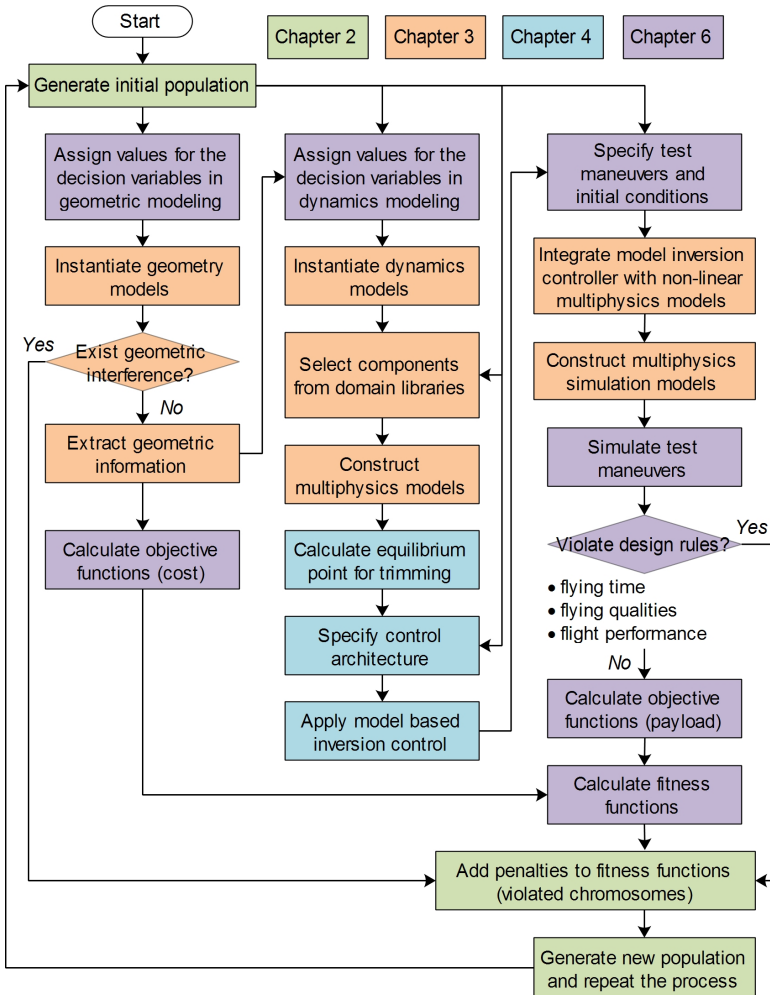 Start
Chapter 2
Chapter 3
Chapter 4
Chapter 6
Generate initial population
Assign values for the
decision variables in
geometric modeling
Instantiate geometry
models
Yes
Exist geometric
interference?
No
Extract geometric
information
Calculate objective
functions (cost)
Assign values for the
decision variables in
dynamics modeling
Instantiate dynamics
models
Select components
from domain libraries
Construct
multiphysics models
Calculate equilibrium
point for trimming
Specify control
architecture
Apply model based
inversion control
Specify test
maneuvers and
initial conditions
Integrate model inversion
controller with non-linear
multiphysics models
Construct multiphysics
simulation models
Simulate test
maneuvers
Violate design rules?
Yes
• flying time
• flying qualities
• flight performance
No
Calculate objective
functions (payload)
Calculate fitness
functions
Add penalties to fitness functions
(violated chromosomes)
Generate new population
and repeat the process